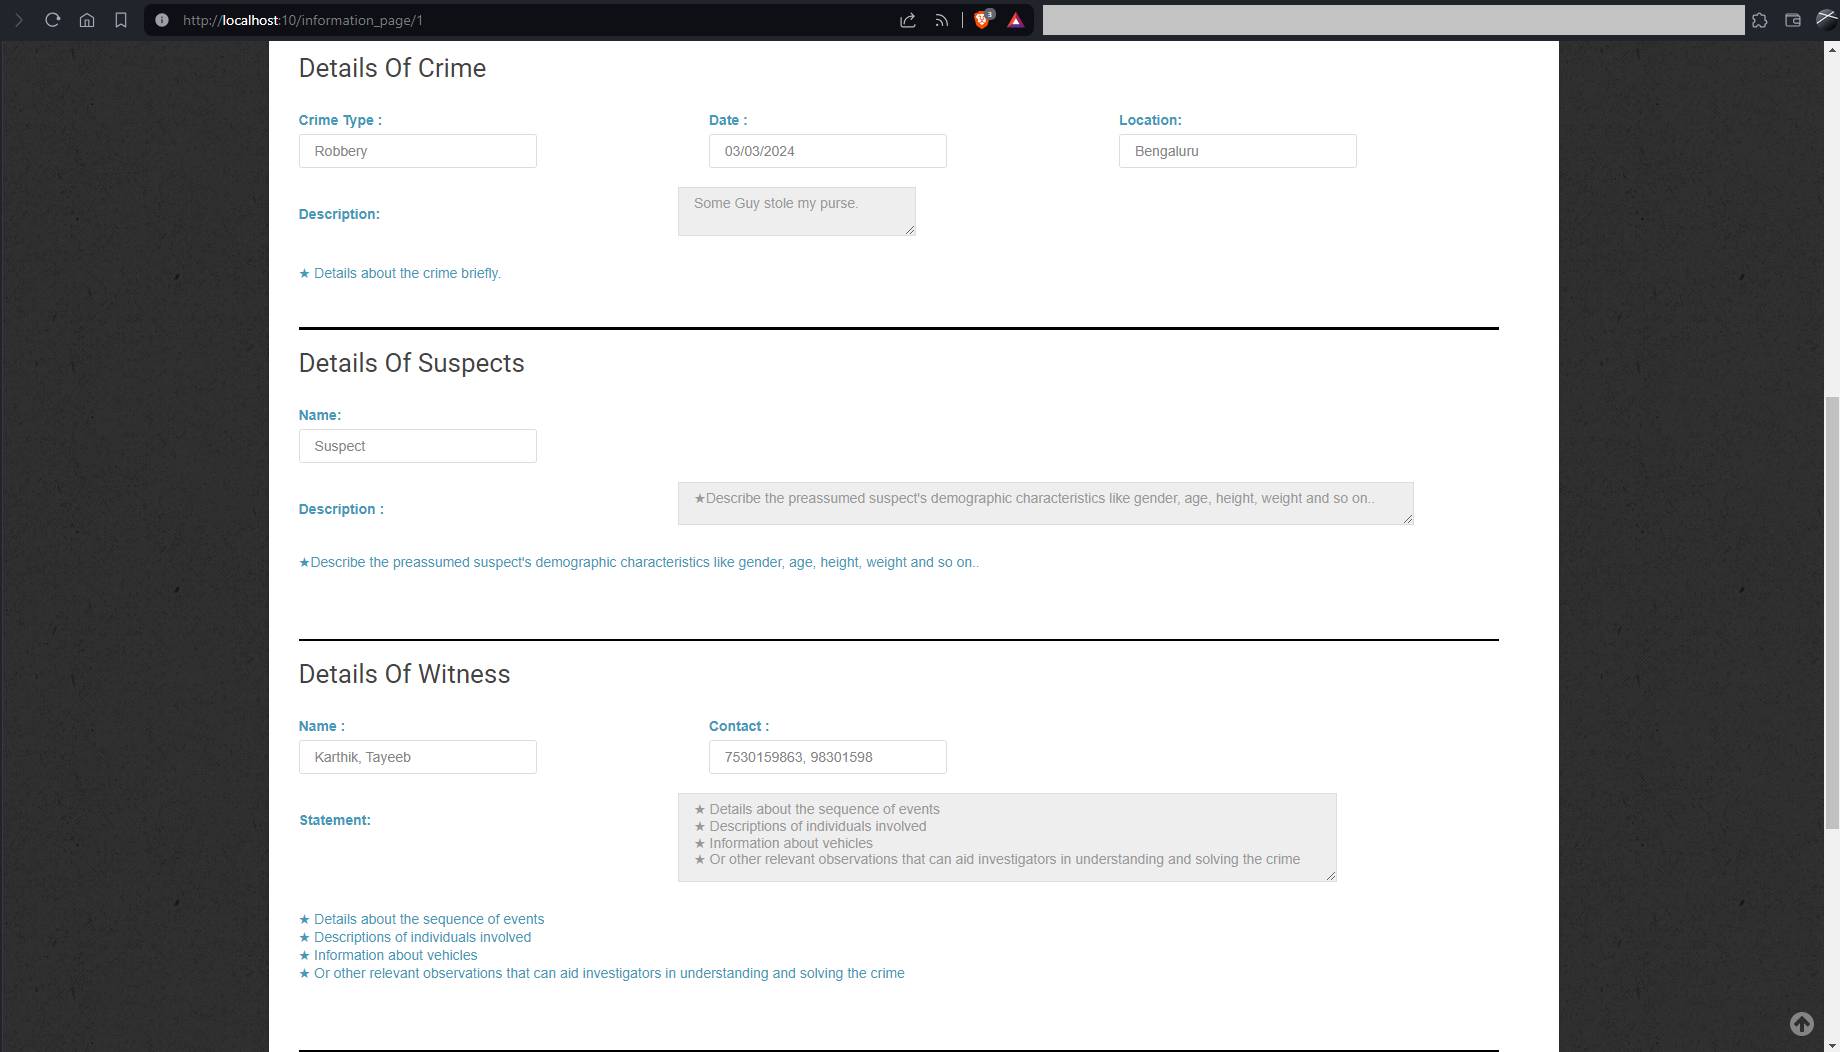 http://localhost:10/information_page/1
3
Details Of Crime
Crime Type : Date : Location:
Robbery 03/03/2024 Bengaluru
Description: Some Guy stole my purse.
★ Details about the crime briefly.
Details Of Suspects
Name:
Suspect
Description : ★Describe the preassumed suspect's demographic characteristics like gender, age, height, weight and so on..
★Describe the preassumed suspect's demographic characteristics like gender, age, height, weight and so on..
Details Of Witness
Name : Contact :
Karthik, Tayeeb 7530159863, 98301598
Statement:
★ Details about the sequence of events
★ Descriptions of individuals involved
★ Information about vehicles
★ Or other relevant observations that can aid investigators in understanding and solving the crime
★ Details about the sequence of events
★ Descriptions of individuals involved
★ Information about vehicles
★ Or other relevant observations that can aid investigators in understanding and solving the crime